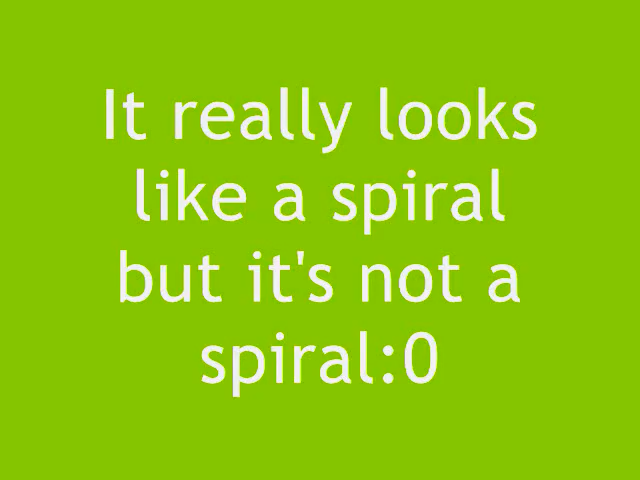 It really looks
like a spiral
but it's not a
spiral:0